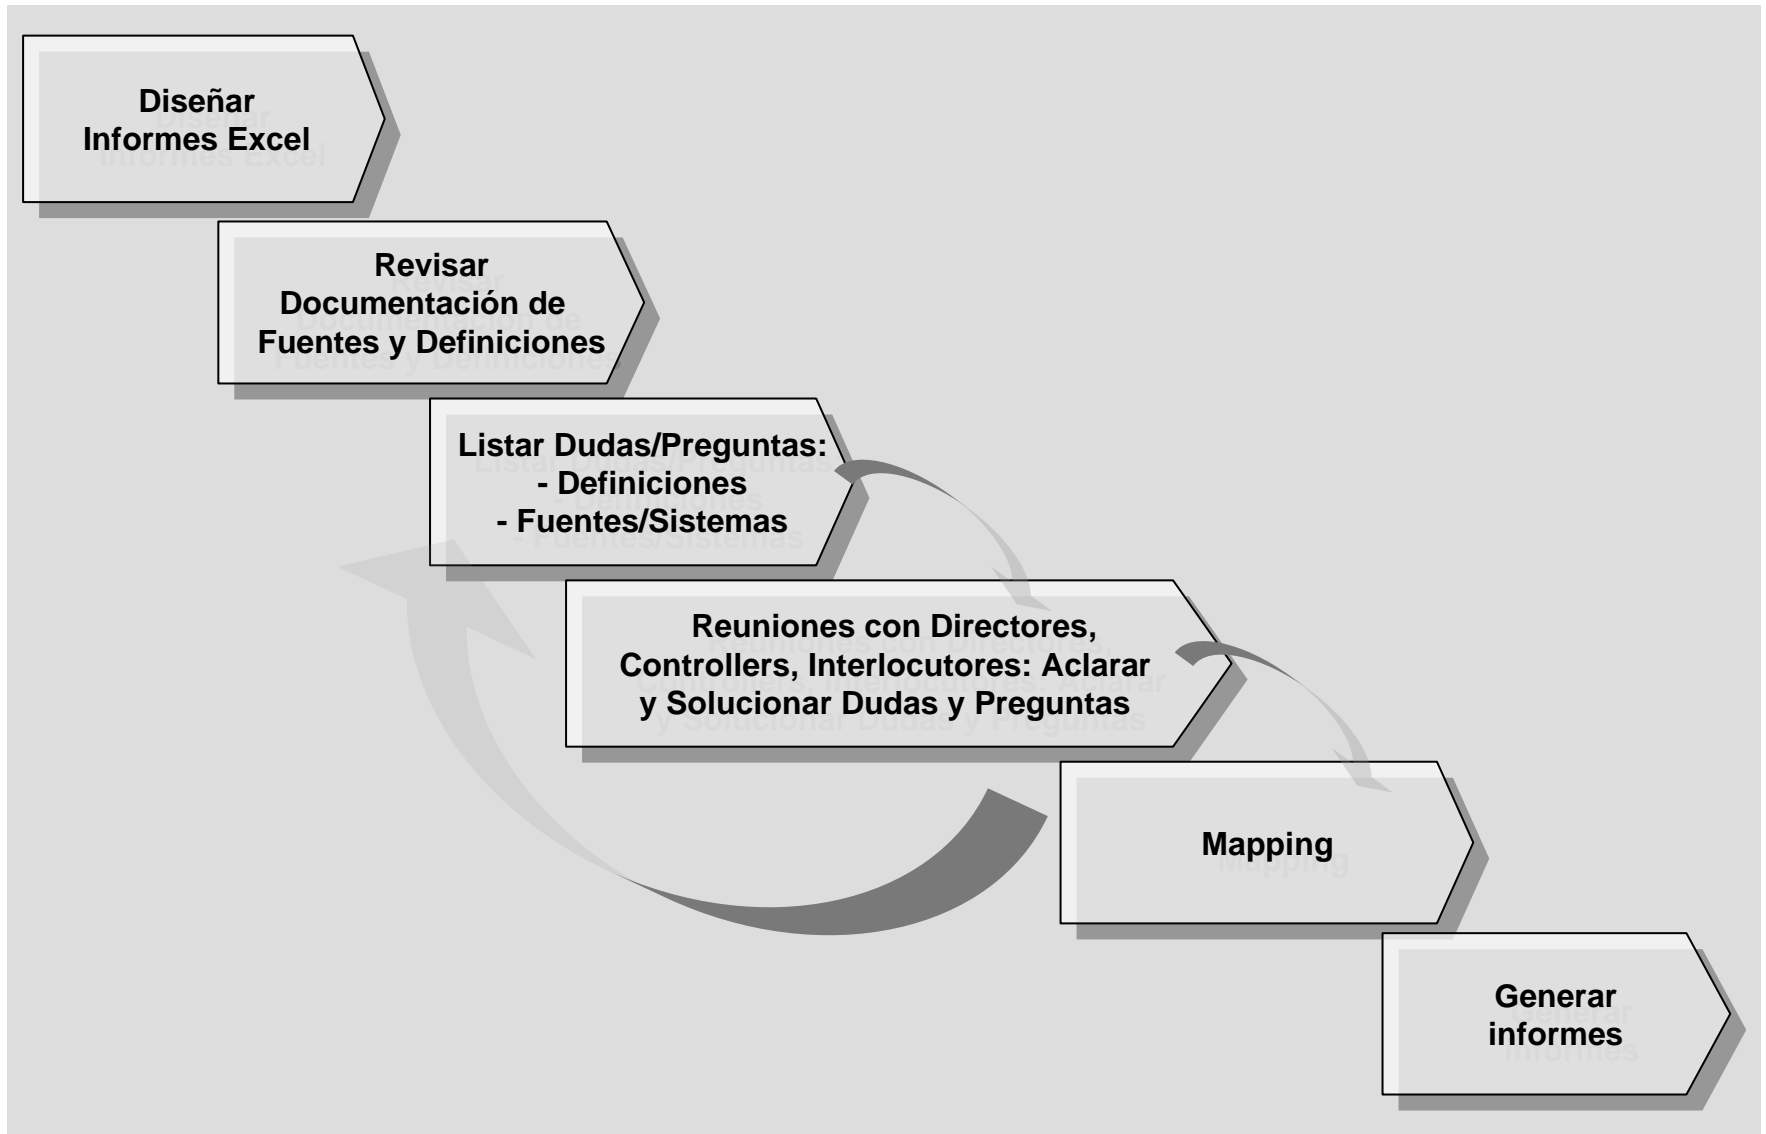 Diseñar
Informes Excel
Revisar
Documentación de
Fuentes y Definiciones
Listar Dudas/Preguntas:
- Definiciones
- Fuentes/Sistemas
Reuniones con Directores,
Controllers, Interlocutores: Aclarar
y Solucionar Dudas y Preguntas
Mapping
Generar
informes